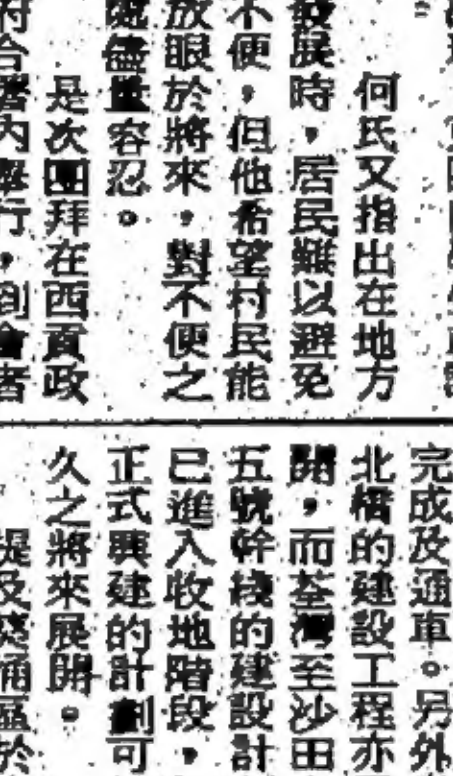 何氏又指出在地方
發展時，居民難以避免
不便，但他希望村民能
放眼於將來，對不便之
處儘量容忍。
是次團拜在西貢政
府合署內舉行，到會者
完成及通車。另外
北橋的建設工程亦
開，而荃灣至沙田
五號幹綫的建設計
已進入收地階段，
正式興建的計劃可
久之將來展開。
提及葵涌區於